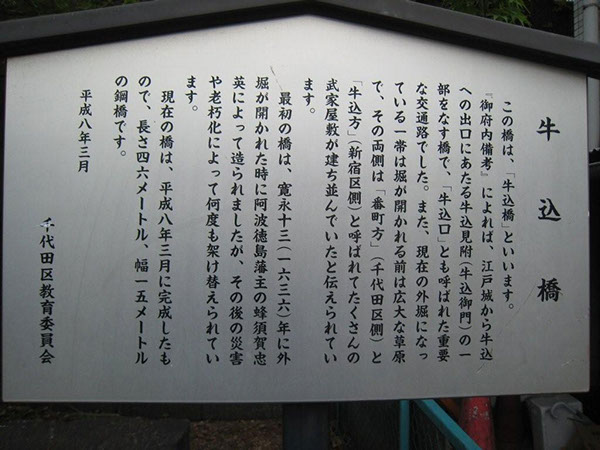 牛込橋
この橋は、「牛込橋」といいます。
『御府内備考』によれば、江戸城から牛込
への出口にあたる牛込見附(牛込御門)の一
部をなす橋で、「牛込口」とも呼ばれた重要
な交通路でした。また、現在の外堀になっ
ている一帯は堀が開かれる前は広大な草原
で、その両側は「番町方」(千代田区側)と
「牛込方」(新宿区側)と呼ばれてたくさんの
武家屋敷が建ち並んでいたと伝えられてい
ます。
最初の橋は、寛永十三(一六三六)年に外
堀が開かれた時に阿波徳島藩主の蜂須賀忠
英によって造られましたが、その後の災害
や老朽化によって何度も架け替えられてい
ます。
現在の橋は、平成八年三月に完成したも
ので、長さ四六メートル、幅一五メートル
の鋼橋です。
平成八年三月
千代田区教育委員会